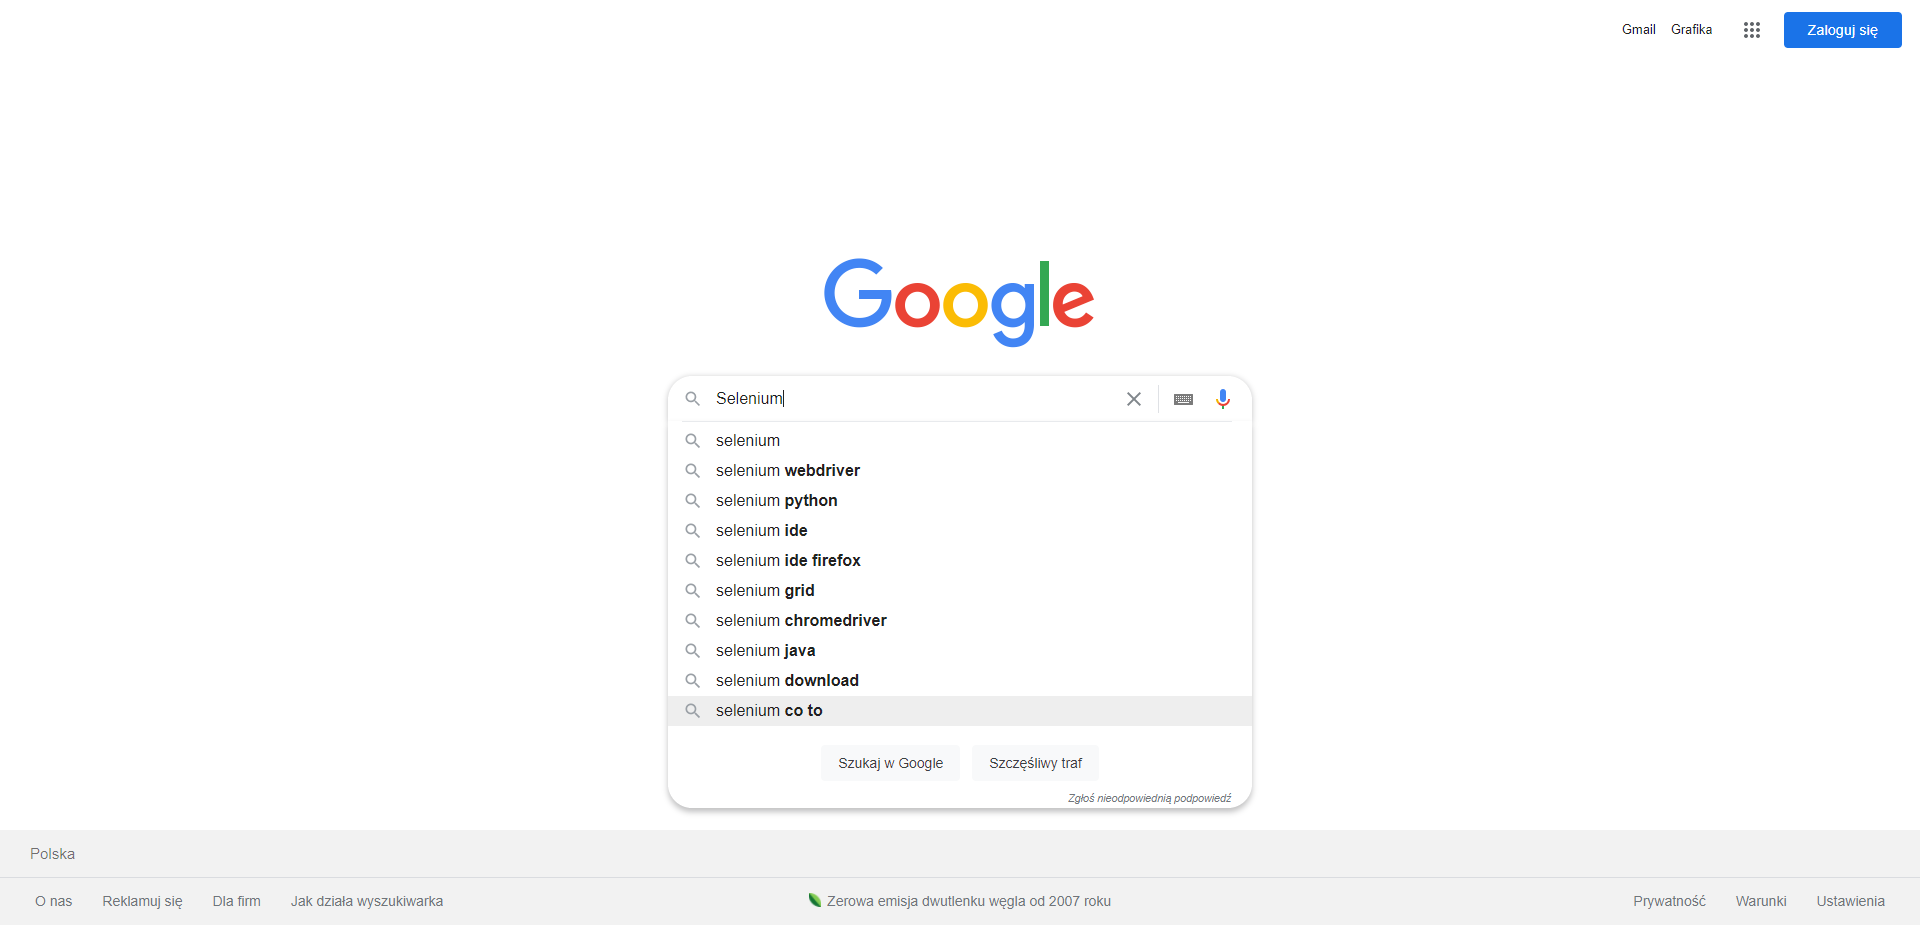 Gmail Grafika Zaloguj się
Google
Selenium
selenium
selenium webdriver
selenium python
selenium ide
selenium ide firefox
selenium grid
selenium chromedriver
selenium java
selenium download
selenium co to
Szukaj w Google Szczęśliwy traf
Zgłoś nieodpowiednią podpowiedź
Polska
O nas Reklamuj się Dla firm Jak działa wyszukiwarka Zerowa emisja dwutlenku węgla od 2007 roku Prywatność Warunki Ustawienia